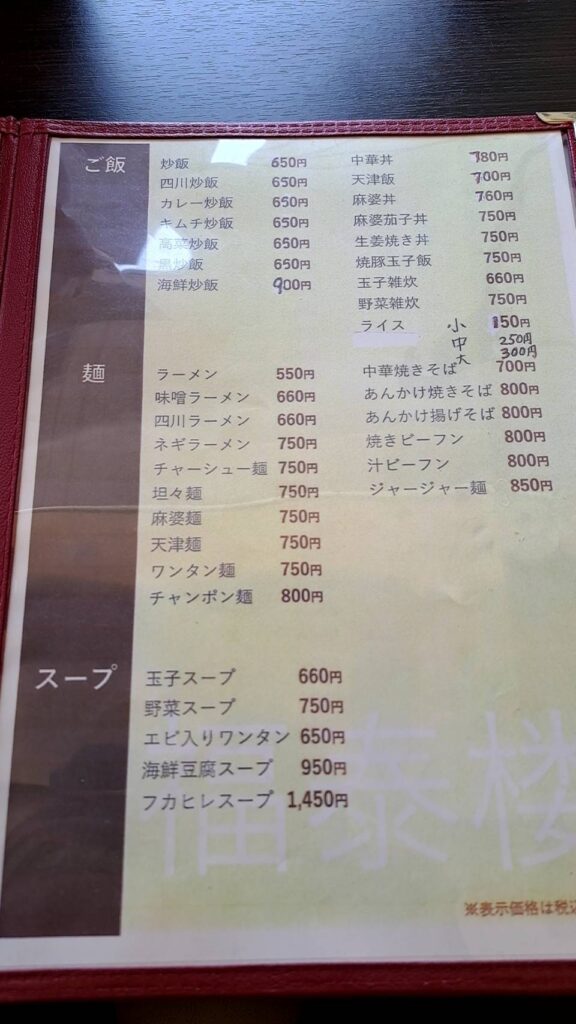 ご飯
炒飯 650円
四川炒飯 650円
カレー炒飯 650円
キムチ炒飯 650円
高菜炒飯 650円
黒炒飯 650円
海鮮炒飯 900円
中華丼 780円
天津飯 700円
麻婆丼 760円
麻婆茄子丼 750円
生姜焼き丼 750円
焼豚玉子飯 750円
玉子雑炊 660円
野菜雑炊 750円
ライス 小 150円
中 250円
大 300円
麺
ラーメン 550円
味噌ラーメン 660円
四川ラーメン 660円
ネギラーメン 750円
チャーシュー麺 750円
坦々麺 750円
麻婆麺 750円
天津麺 750円
ワンタン麺 750円
チャンポン麺 800円
中華焼きそば 700円
あんかけ焼きそば 800円
あんかけ揚げそば 800円
焼きビーフン 800円
汁ビーフン 800円
ジャージャー麺 850円
スープ
玉子スープ 660円
野菜スープ 750円
エビ入りワンタン 650円
海鮮豆腐スープ 950円
フカヒレスープ 1,450円
福泰楼
※表示価格は税込